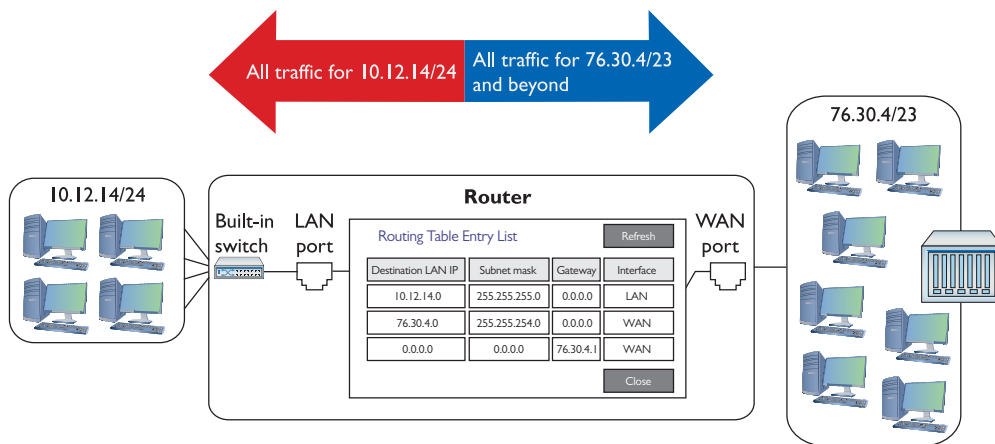 All traffic for 10.12.14/24
All traffic for 76.30.4/23
and beyond
76.30.4/23
10.12.14/24
Router
Built-in
switch
LAN
port
WAN
port
Routing Table Entry List
Refresh
Destination LAN IP Subnet mask Gateway Interface
10.12.14.0 255.255.255.0 0.0.0.0 LAN
76.30.4.0 255.255.254.0 0.0.0.0 WAN
0.0.0.0 0.0.0.0 76.30.4.1 WAN
Close